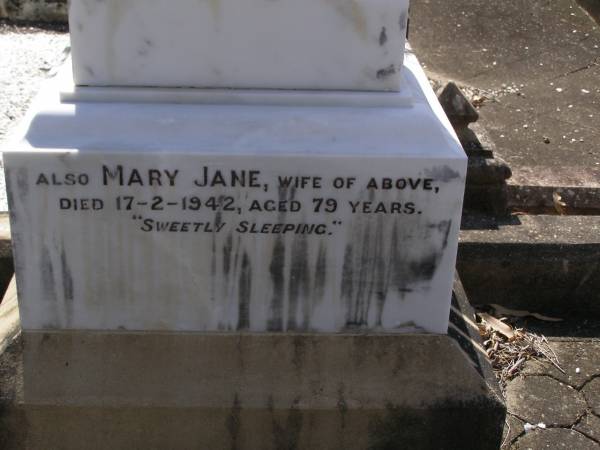 ALSO MARY JANE, WIFE OF ABOVE,
DIED 17-2-1942, AGED 79 YEARS.
"SWEETLY SLEEPING."